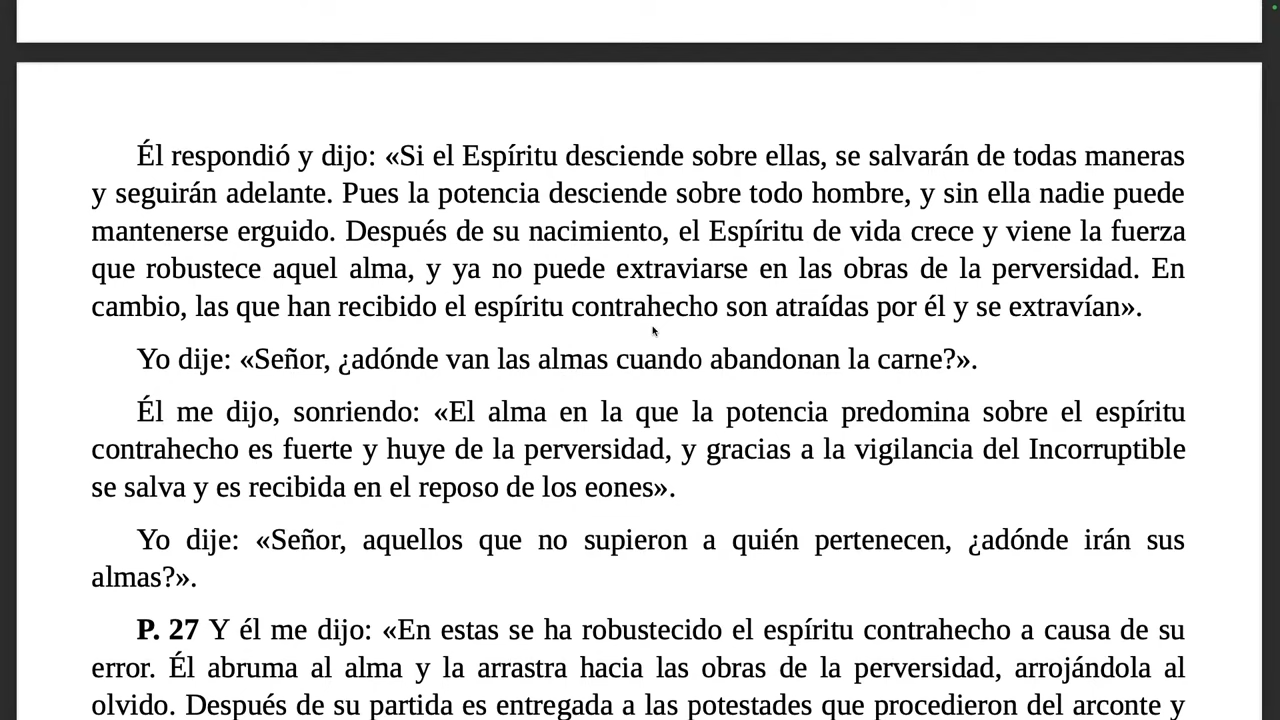 Él respondió y dijo: «Si el Espíritu desciende sobre ellas, se salvarán de todas maneras
y seguirán adelante. Pues la potencia desciende sobre todo hombre, y sin ella nadie puede
mantenerse erguido. Después de su nacimiento, el Espíritu de vida crece y viene la fuerza
que robustece aquel alma, y ya no puede extraviarse en las obras de la perversidad. En
cambio, las que han recibido el espíritu contrahecho son atraídas por él y se extravían».
Yo dije: «Señor, ¿adónde van las almas cuando abandonan la carne?».
Él me dijo, sonriendo: «El alma en la que la potencia predomina sobre el espíritu
contrahecho es fuerte y huye de la perversidad, y gracias a la vigilancia del Incorruptible
se salva y es recibida en el reposo de los eones».
Yo dije: «Señor, aquellos que no supieron a quién pertenecen, ¿adónde irán sus
almas?».
P. 27 Y él me dijo: «En estas se ha robustecido el espíritu contrahecho a causa de su
error. Él abruma al alma y la arrastra hacia las obras de la perversidad, arrojándola al
olvido. Después de su partida es entregada a las potestades que procedieron del arconte y